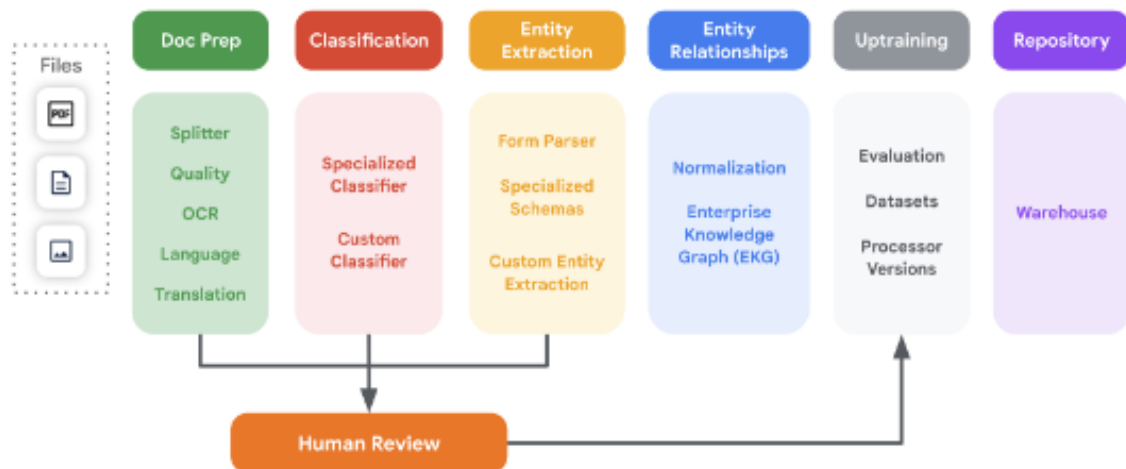 Files
PDF
Doc Prep
Splitter
Quality
OCR
Language
Translation
Classification
Specialized
Classifier
Custom
Classifier
Entity
Extraction
Form Parser
Specialized
Schemas
Custom Entity
Extraction
Entity
Relationships
Normalization
Enterprise
Knowledge
Graph (EKG)
Uptraining
Evaluation
Datasets
Processor
Versions
Repository
Warehouse
Human Review